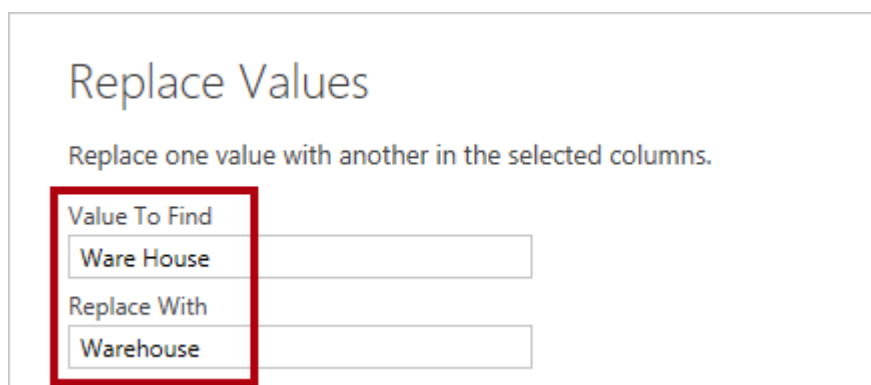 Replace Values
Replace one value with another in the selected columns.
Value To Find
Ware House
Replace With
Warehouse